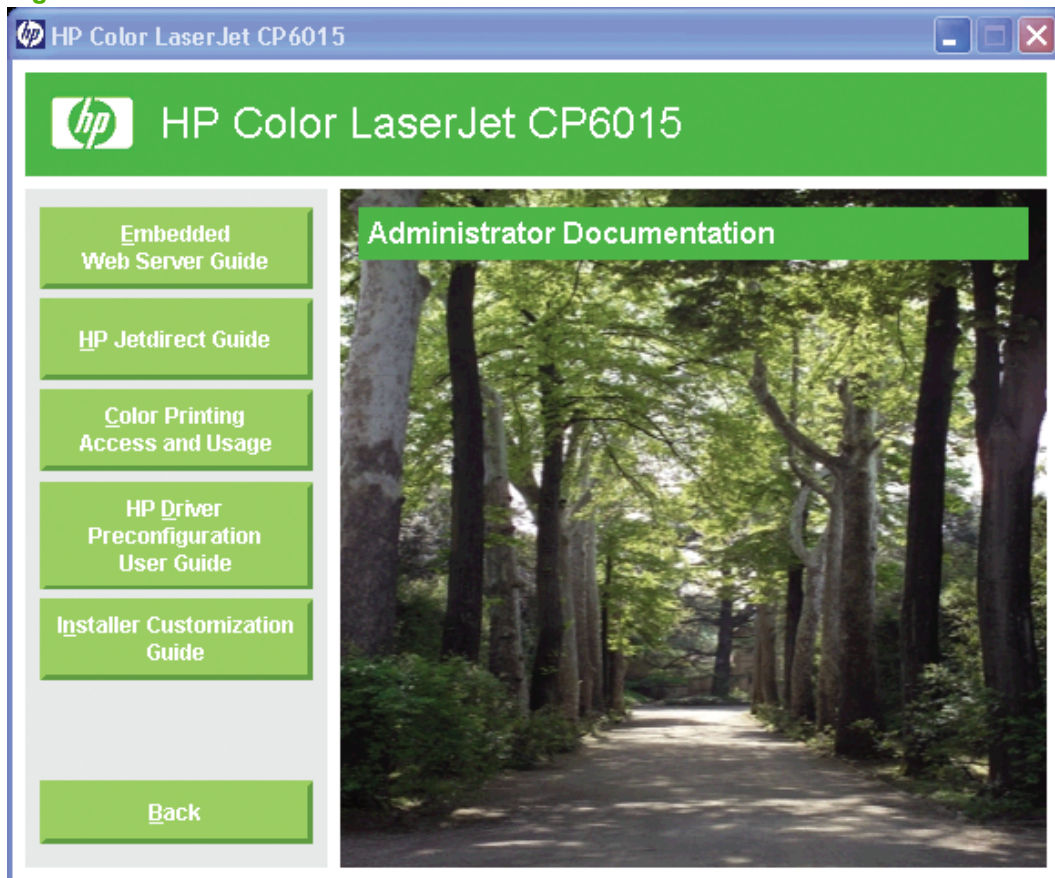 HP Color LaserJet CP6015
hp
HP Color LaserJet CP6015
Embedded
Web Server Guide
HP Jetdirect Guide
Color Printing
Access and Usage
HP Driver
Preconfiguration
User Guide
Installer Customization
Guide
Back
Administrator Documentation